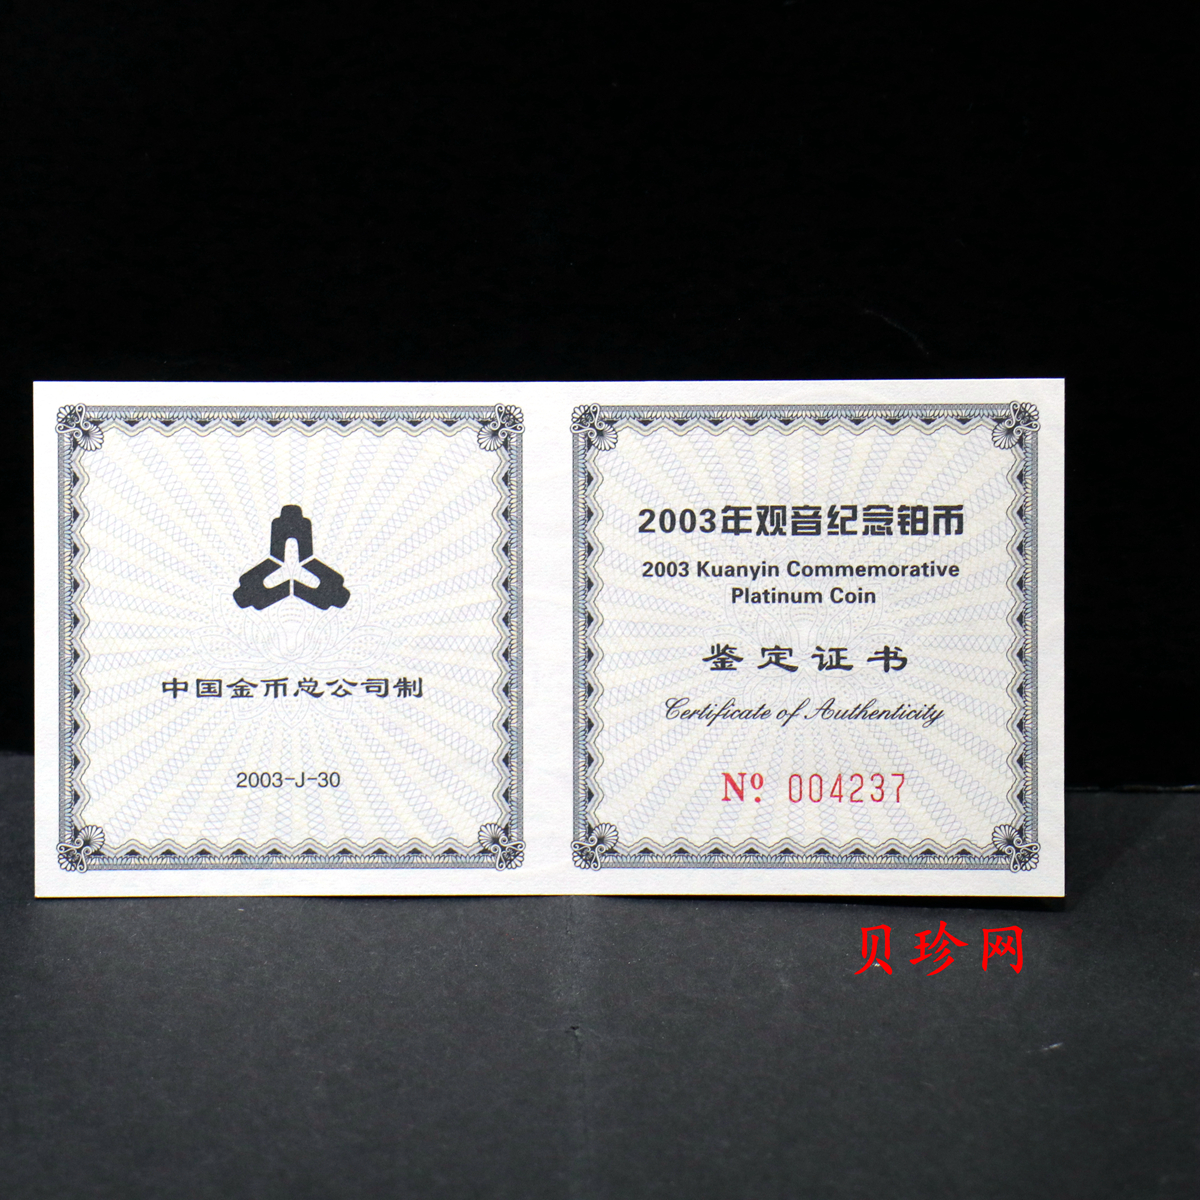 中国金币总公司制
2003-J-30
2003年观音纪念铂币
2003 Kuanyin Commemorative
Platinum Coin
鉴定证书
Certificate of Authenticity
Nº 004237
贝珍网